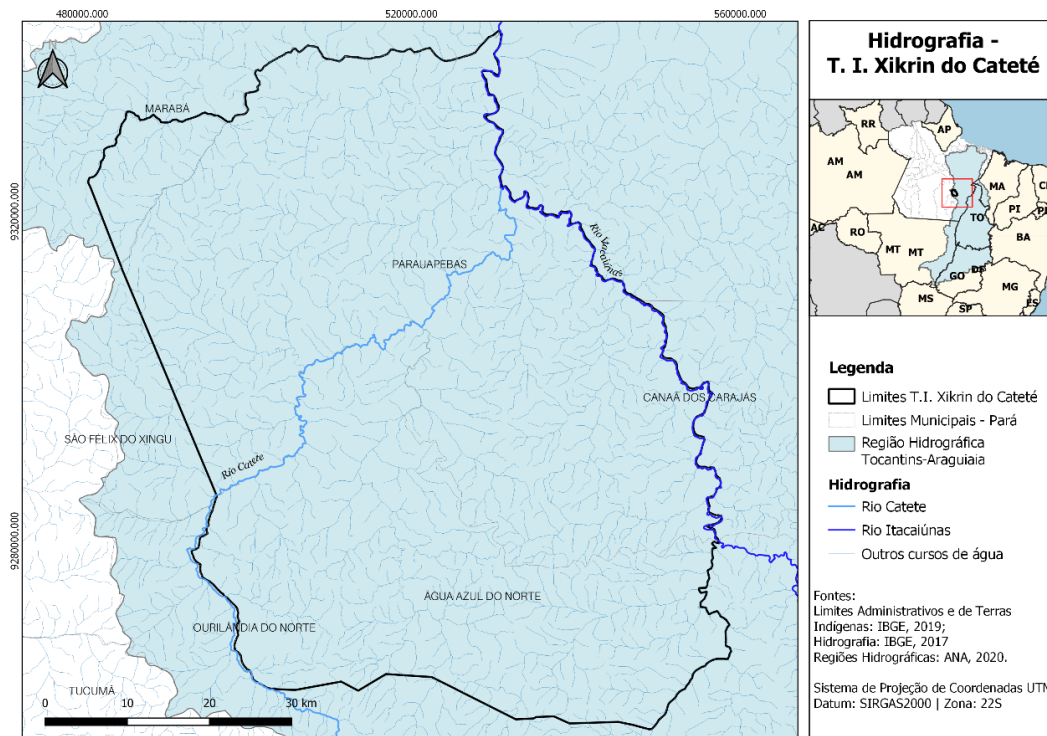 480000.000
520000.000
560000.000
9320000.000
9280000.000
MARABÁ
PARAUAPEBAS
Rio Catete
SÃO FÉLIX DO XINGU
CANAÃ DOS CARAJÁS
ÁGUA AZUL DO NORTE
OURILÂNDIA DO NORTE
TUCUMÃ
0 10 20 30 km
Hidrografia -
T. I. Xikrin do Cateté
RR
AP
AM
AM
MA
PI
TO
AC
RO
MT
MT
BA
GO
DF
MG
MS
ES
SP
Legenda
Limites T.I. Xikrin do Cateté
Limites Municipais - Pará
Região Hidrográfica
Tocantins-Araguiaia
Hidrografia
Rio Catete
Rio Itacaiúnas
Outros cursos de água
Fontes:
Limites Administrativos e de Terras
Indígenas: IBGE, 2019;
Hidrografia: IBGE, 2017
Regiões Hidrográficas: ANA, 2020.
Sistema de Projeção de Coordenadas UTM
Datum: SIRGAS2000 | Zona: 22S